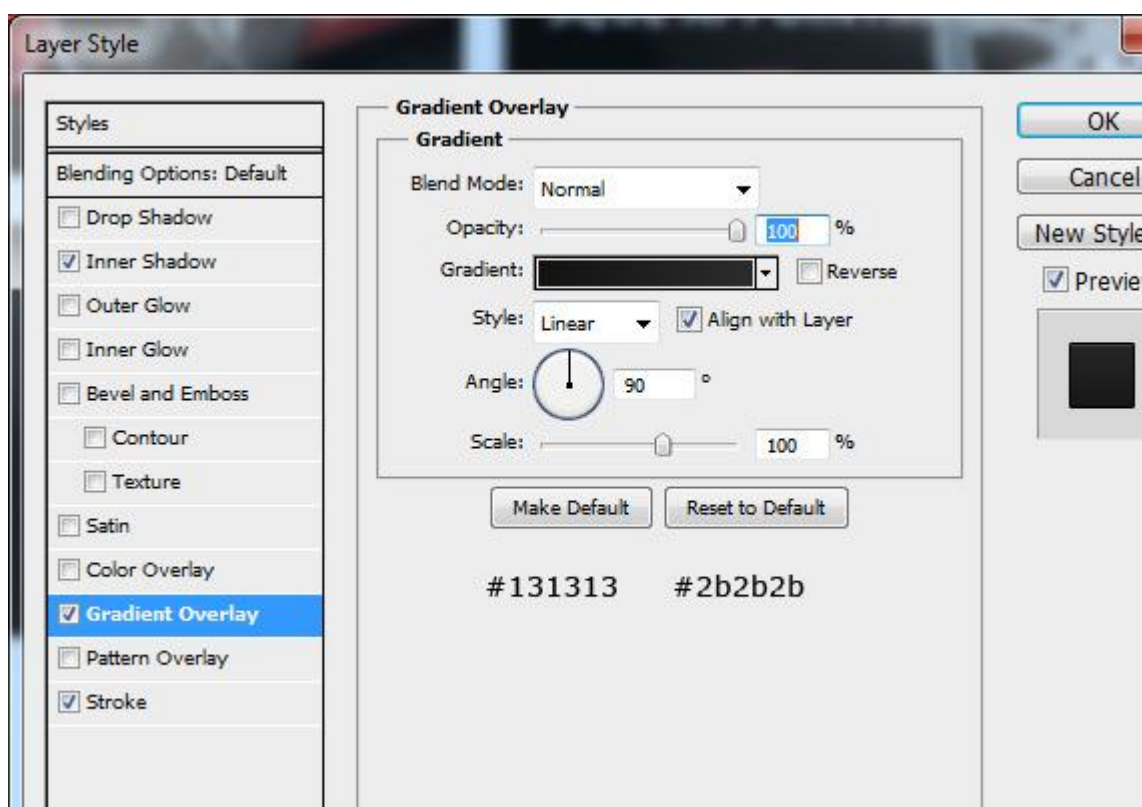 Layer Style
Styles
Blending Options: Default
Drop Shadow
Inner Shadow
Outer Glow
Inner Glow
Bevel and Emboss
Contour
Texture
Satin
Color Overlay
Gradient Overlay
Pattern Overlay
Stroke
Gradient Overlay
Gradient
Blend Mode: Normal
Opacity: 100 %
Gradient: Reverse
Style: Linear Align with Layer
Angle: 90 °
Scale: 100 %
Make Default Reset to Default
#131313 #2b2b2b
OK
Cancel
New Style
Previe